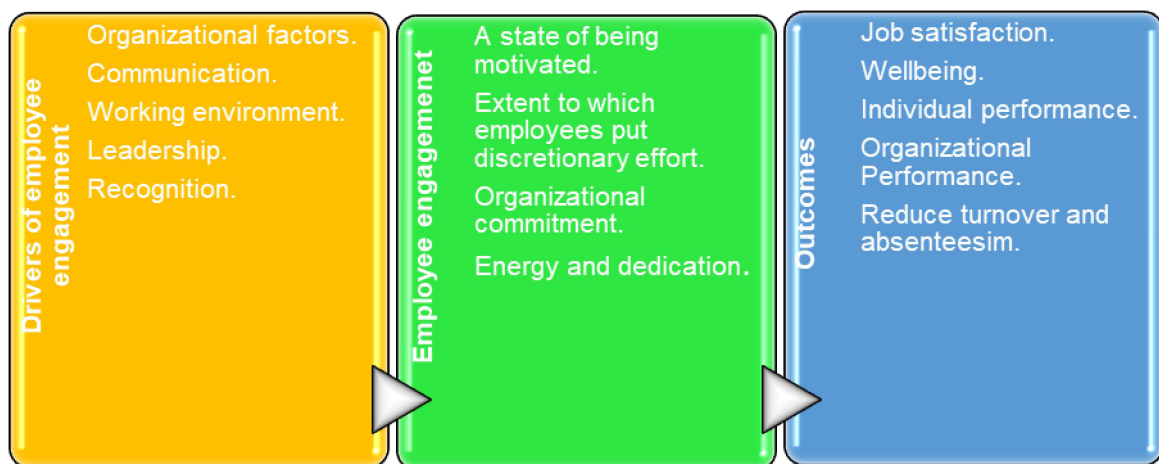 Drivers of employee
engagement
Organizational factors.
Communication.
Working environment.
Leadership.
Recognition.
Employee engagemenet
A state of being
motivated.
Extent to which
employees put
discretionary effort.
Organizational
commitment.
Energy and dedication.
Outcomes
Job satisfaction.
Wellbeing.
Individual performance.
Organizational
Performance.
Reduce turnover and
absenteesim.